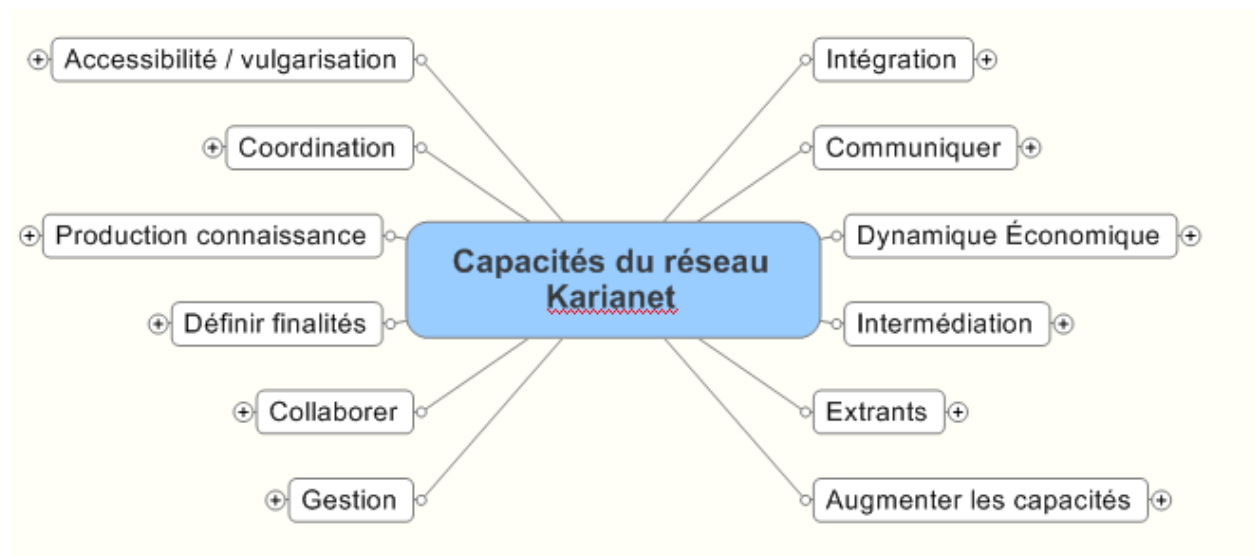 Accessibilité / vulgarisation
Coordination
Production connaissance
Définir finalités
Collaborer
Gestion
Capacités du réseau
Karianet
Intégration
Communiquer
Dynamique Économique
Intermédiation
Extrants
Augmenter les capacités